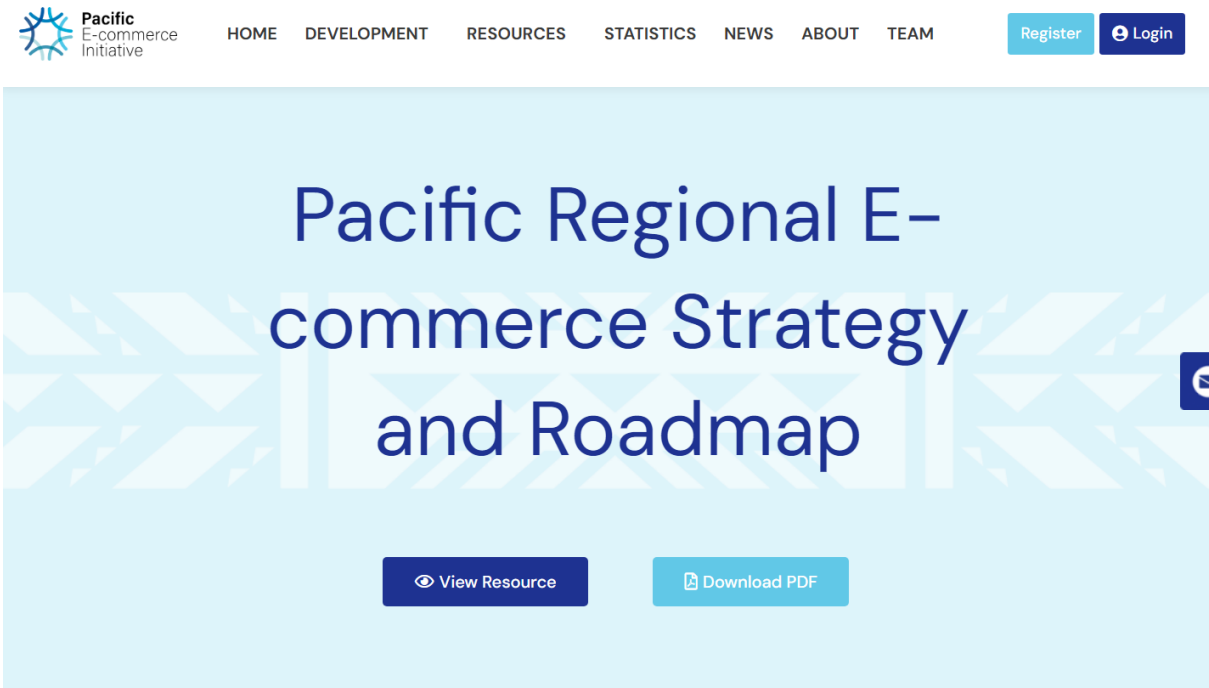 Pacific
E-commerce
Initiative
HOME DEVELOPMENT RESOURCES STATISTICS NEWS ABOUT TEAM Register Login
Pacific Regional E-
commerce Strategy
and Roadmap
View Resource Download PDF